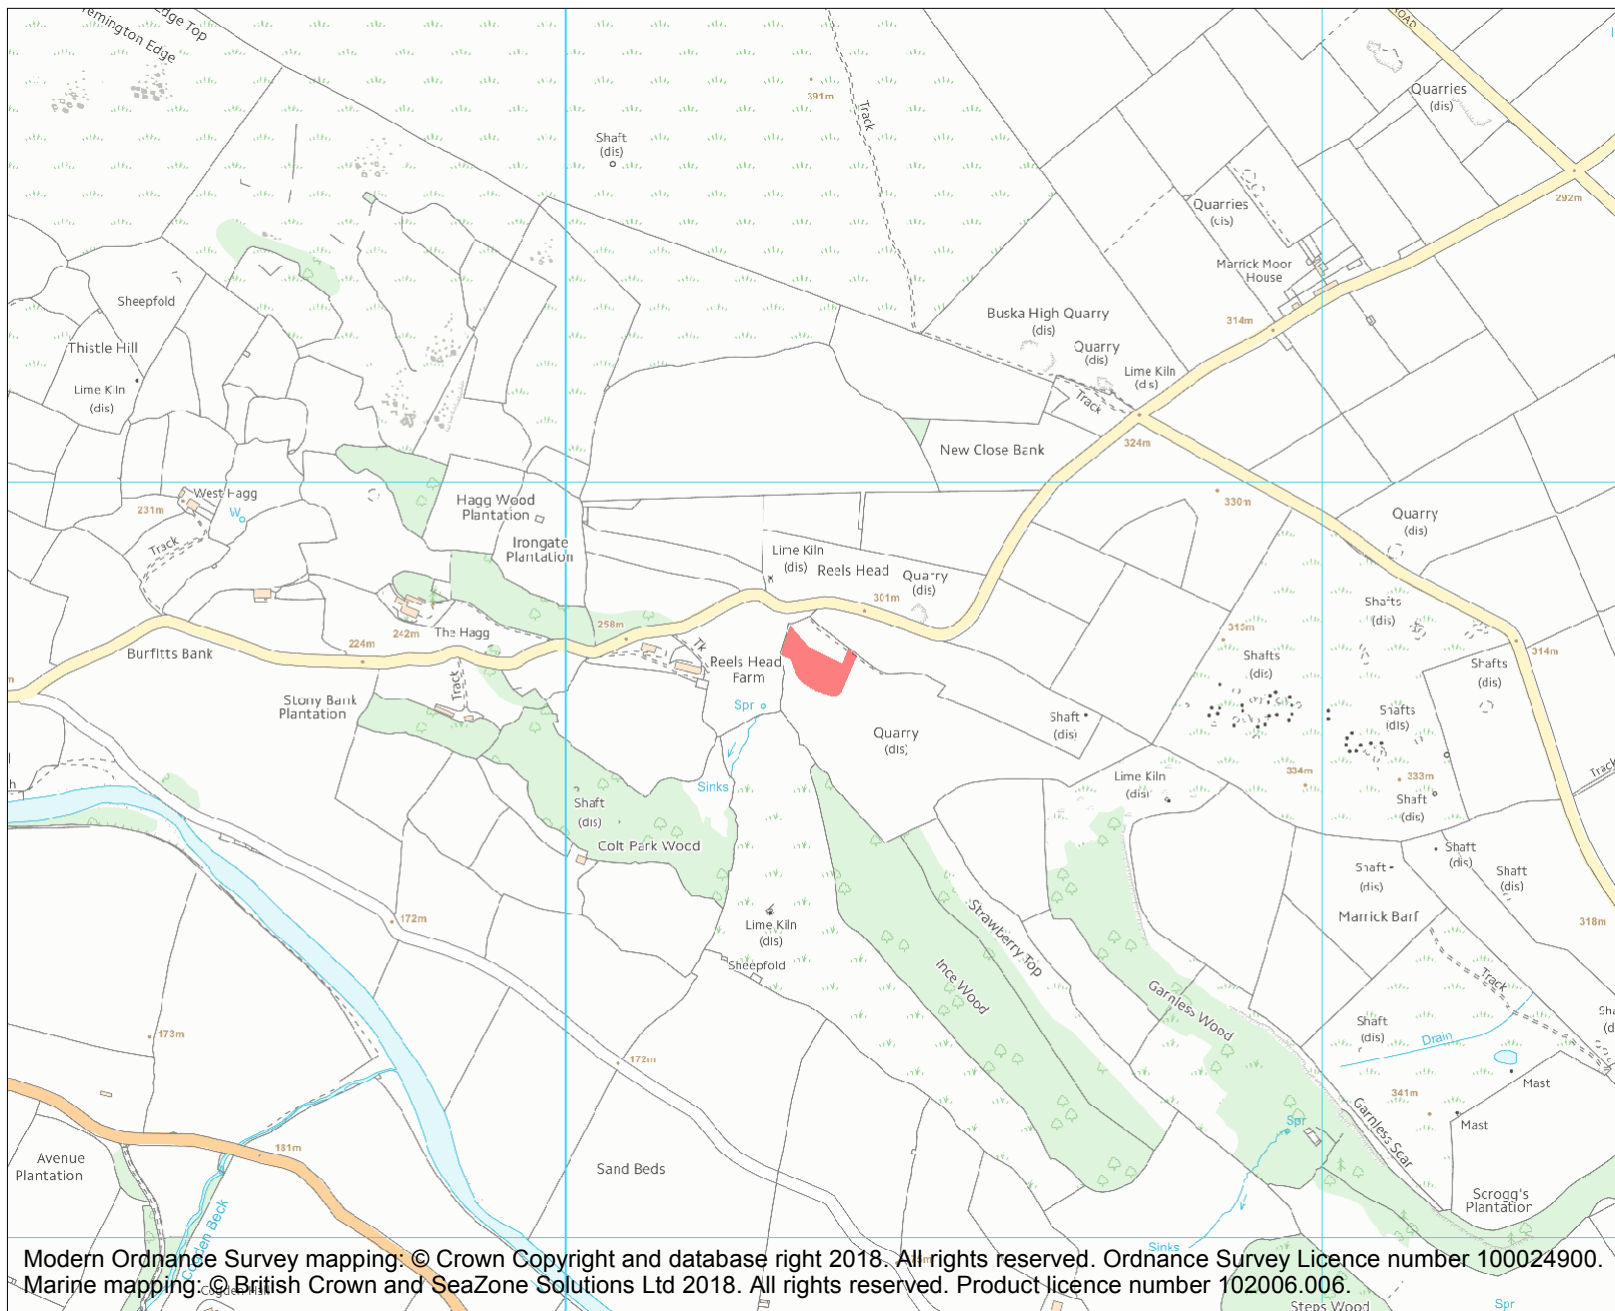 Edge Top
Fremington Edge
ROAD
391m
Track
Shaft
(dis)
Quarries
(dis)
292m
Quarries
(dis)
Marrick Moor
House
Sheepfold
314m
Buska High Quarry
(dis)
Quarry
(dis)
Thistle Hill
Lime Kiln
(dis)
Lime Kiln
(dis)
Track
324m
New Close Bank
West Hagg
231m
W
Hagg Wood
Plantation
330m
Quarry
(dis)
Track
Irongate
Plantation
Lime Kiln
(dis)
Reels Head
Quarry
(dis)
301m
Shafts
(dis)
258m
242m
The Hagg
224m
Burfitts Bank
Tk
315m
314m
Reels Head
Farm
Shafts
(dis)
Shafts
(dis)
Track
Stony Bank
Plantation
Spr
Shaft
(dis)
Shafts
(dis)
Quarry
(dis)
Sinks
Lime Kiln
(dis)
334m
333m
Track
Shaft
(dis)
Shaft
(dis)
Colt Park Wood
Shaft
(dis)
Shaft
(dis)
Shaft
(dis)
172m
Lime Kiln
(dis)
Marrick Barf
318m
Strawberry Top
Sheepfold
Ince Wood
Track
Garnless Wood
173m
Shaft
(dis)
Drain
172m
Mast
341m
Mast
Spr
Garnless Scar
181m
Avenue
Plantation
Sand Beds
Scrogg's
Plantation
Cogden Beck
Sinks
Modern Ordnance Survey mapping: © Crown Copyright and database right 2018. All rights reserved. Ordnance Survey Licence number 100024900.
Marine mapping: © British Crown and SeaZone Solutions Ltd 2018. All rights reserved. Product licence number 102006.006.
Cogden Hall
Steps Wood
Spr